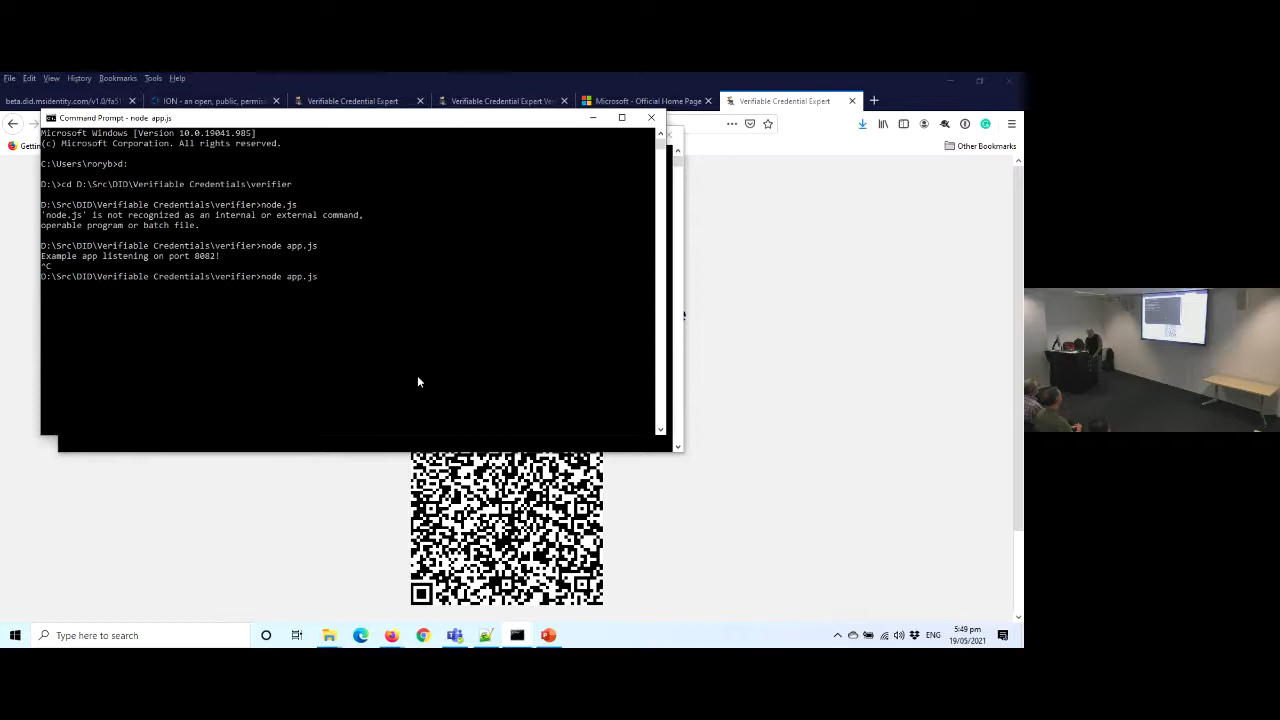 File Edit View History Bookmarks Tools Help
beta.did.msidentity.com/v1.0/fa51
ION - an open, public, permiss
Verifiable Credential Expert
Verifiable Credential Expert Ver
Microsoft - Official Home Page
Verifiable Credential Expert
Command Prompt - node app.js
Microsoft Windows [Version 10.0.19041.985]
(c) Microsoft Corporation. All rights reserved.
C:\Users\roryb>d:
D:\>cd D:\Src\DID\Verifiable Credentials\verifier
D:\Src\DID\Verifiable Credentials\verifier>node.js
'node.js' is not recognized as an internal or external command,
operable program or batch file.
D:\Src\DID\Verifiable Credentials\verifier>node app.js
Example app listening on port 8082!
^C
D:\Src\DID\Verifiable Credentials\verifier>node app.js
Gettin
Other Bookmarks
e
Type here to search
ENG
5:49 pm
19/05/2021